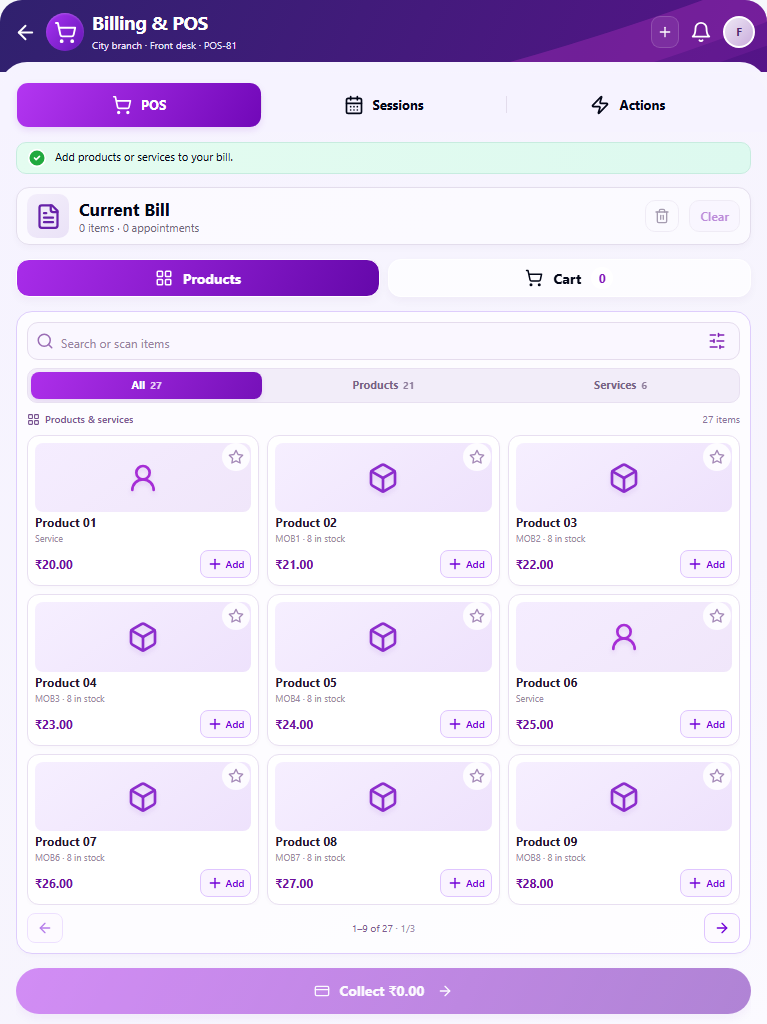 Billing & POS
City branch · Front desk · POS-81
F
POS
Sessions
Actions
Add products or services to your bill.
Current Bill
0 items · 0 appointments
Clear
Products
Cart 0
Search or scan items
All 27
Products 21
Services 6
Products & services
27 items
Product 01
Service
₹20.00
Add
Product 02
MOB1 · 8 in stock
₹21.00
Add
Product 03
MOB2 · 8 in stock
₹22.00
Add
Product 04
MOB3 · 8 in stock
₹23.00
Add
Product 05
MOB4 · 8 in stock
₹24.00
Add
Product 06
Service
₹25.00
Add
Product 07
MOB6 · 8 in stock
₹26.00
Add
Product 08
MOB7 · 8 in stock
₹27.00
Add
Product 09
MOB8 · 8 in stock
₹28.00
Add
1–9 of 27 · 1/3
Collect ₹0.00